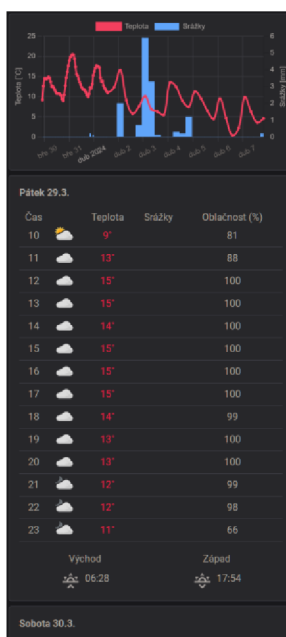 Teplota Srážky
25 6
20 5
15 4
10 3
5 2
0 1
0
Teplota [°C]
Srážky [mm]
bře 30 bře 31 dub 2024 dub 2 dub 3 dub 4 dub 5 dub 6 dub 7
Pátek 29.3.
Čas Teplota Srážky Oblačnost (%)
10 9° 81
11 13° 88
12 15° 100
13 15° 100
14 14° 100
15 15° 100
16 15° 100
17 15° 100
18 14° 99
19 13° 100
20 13° 100
21 12° 99
22 12° 98
23 11° 66
Východ Západ
06:28 17:54
Sobota 30.3.